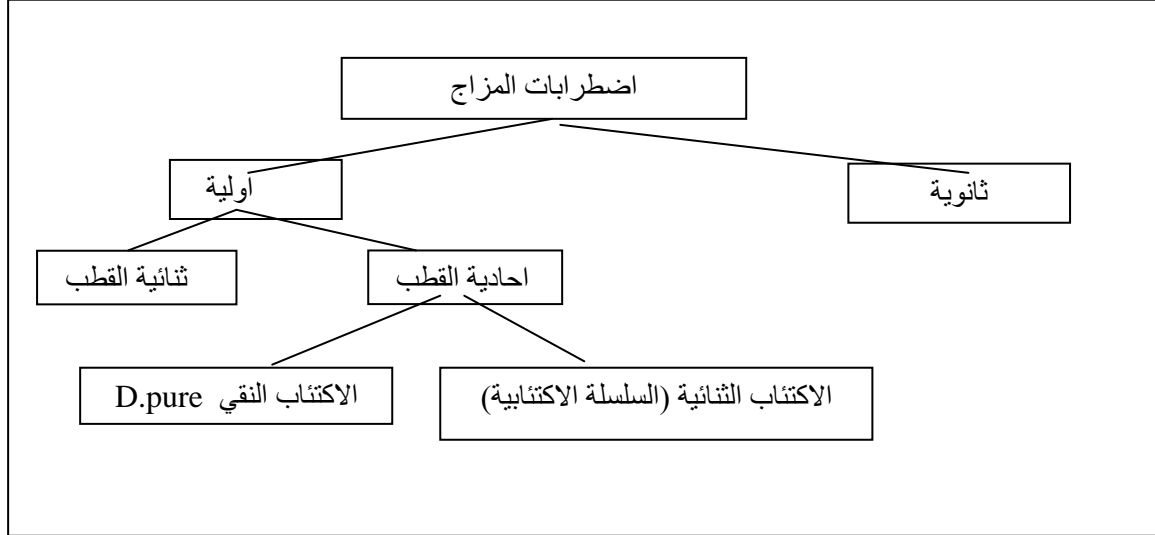 اضطرابات المزاج
اولية
ثانوية
ثنائية القطب
احادية القطب
الاكتئاب النقي D.pure
الاكتئاب الثنائية (السلسلة الاكتئابية)